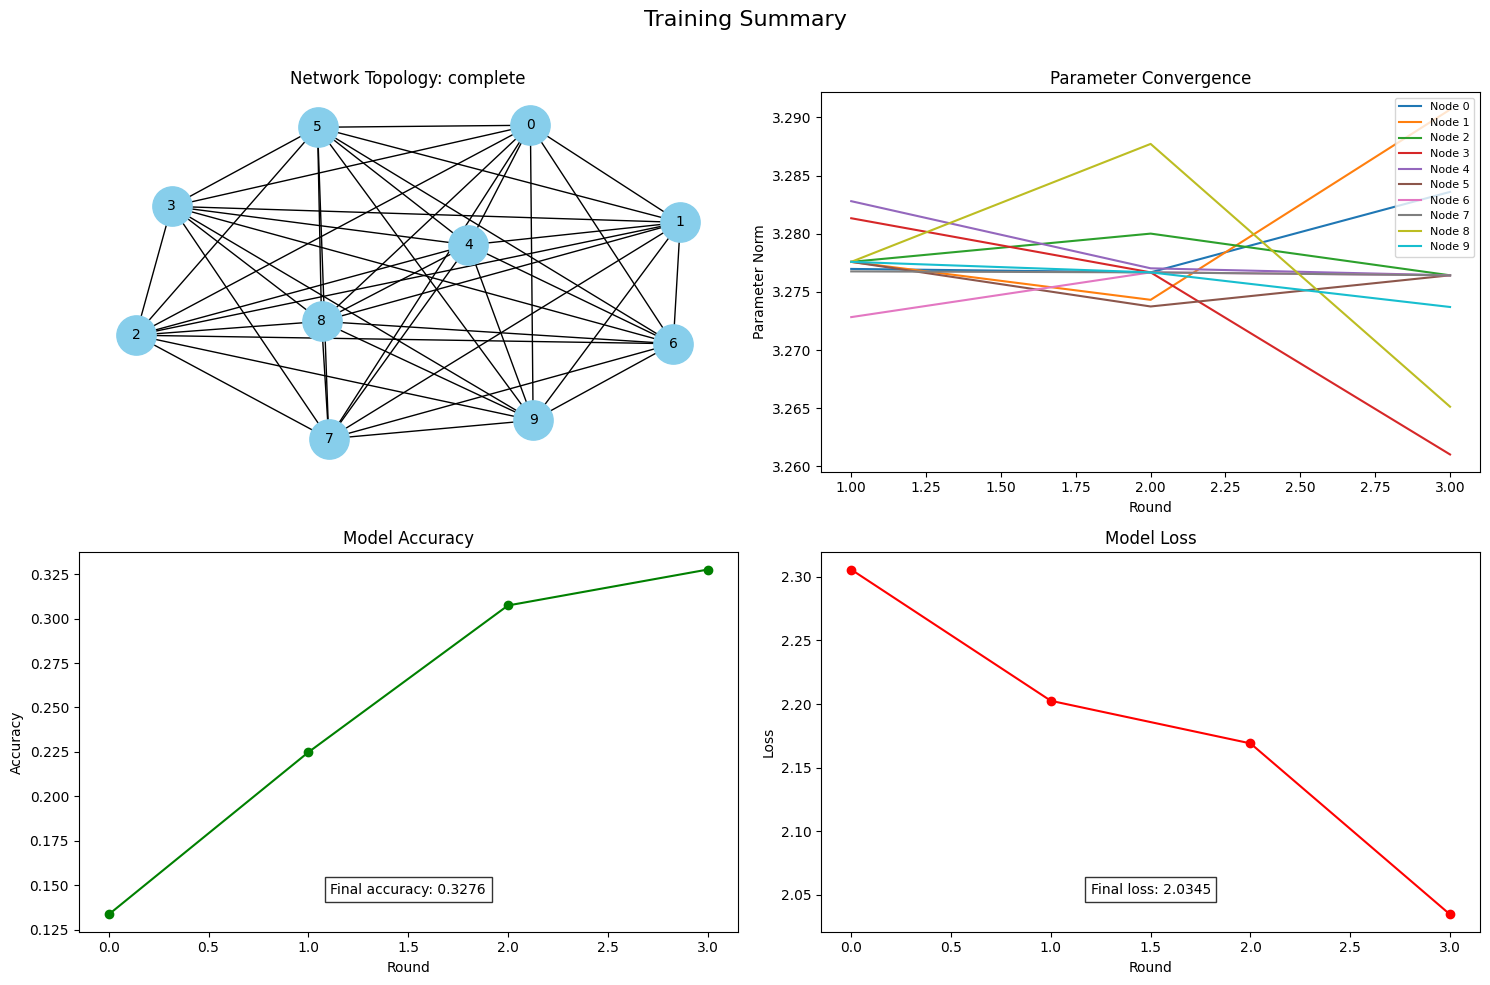 Training Summary
Network Topology: complete
5
0
3
1
4
8
2
6
9
7
Parameter Convergence
Parameter Norm
3.290
3.285
3.280
3.275
3.270
3.265
3.260
Node 0
Node 1
Node 2
Node 3
Node 4
Node 5
Node 6
Node 7
Node 8
Node 9
1.00 1.25 1.50 1.75 2.00 2.25 2.50 2.75 3.00
Round
Model Accuracy
Accuracy
0.325
0.300
0.275
0.250
0.225
0.200
0.175
0.150
0.125
Final accuracy: 0.3276
0.0 0.5 1.0 1.5 2.0 2.5 3.0
Round
Model Loss
Loss
2.30
2.25
2.20
2.15
2.10
2.05
Final loss: 2.0345
0.0 0.5 1.0 1.5 2.0 2.5 3.0
Round